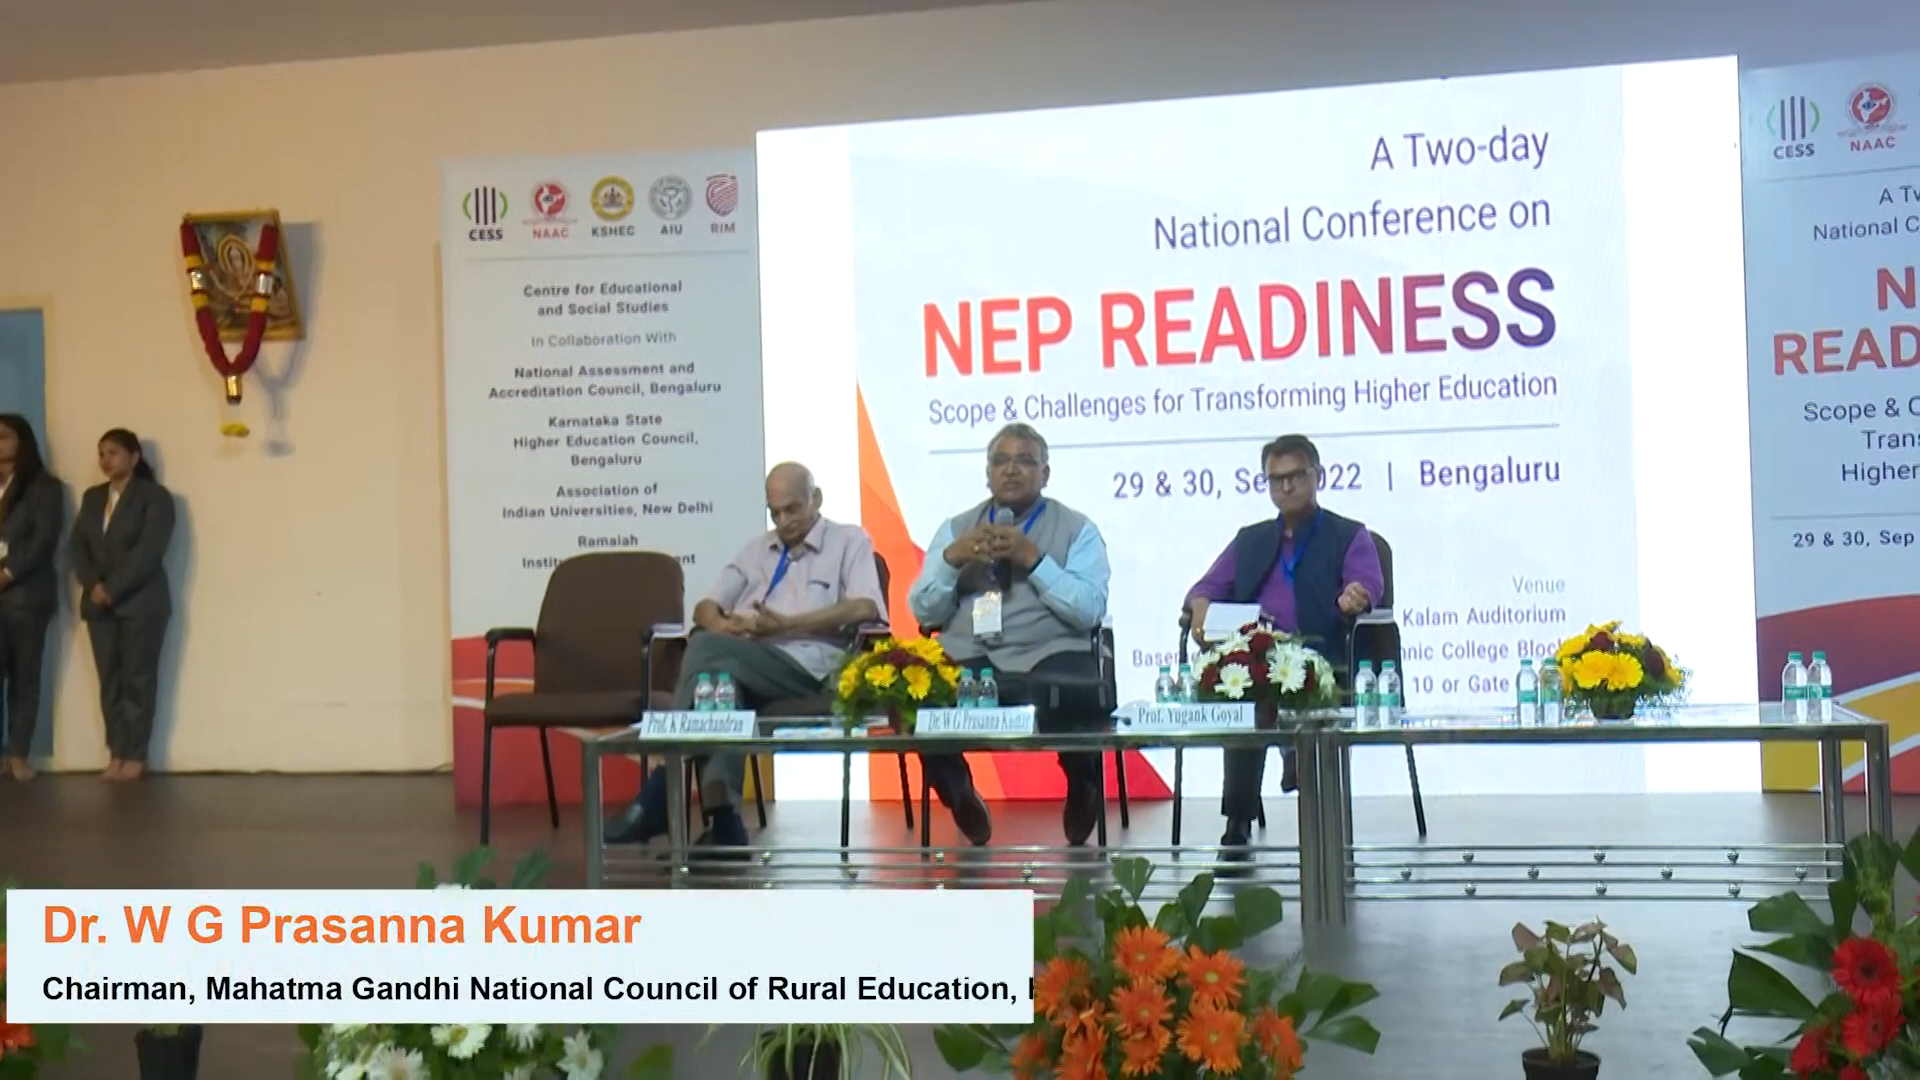 CESS
NAAC
KSHEC
AIU
RIM
Centre for Educational
and Social Studies
In Collaboration With
National Assessment and
Accreditation Council, Bengaluru
Karnataka State
Higher Education Council,
Bengaluru
Association of
Indian Universities, New Delhi
Ramaiah
A Two-day
National Conference on
NEP READINESS
Scope & Challenges for Transforming Higher Education
29 & 30, Se 022 | Bengaluru
Venue
Kalam Auditorium
nic College Block
10 or Gate
CESS
NAAC
National C
READ
Scope & C
Higher
29 & 30, Sep
Prof. K Ramachandran
Dr. W G Prasanna Kumar
Prof. Yugank Goyal
Dr. W G Prasanna Kumar
Chairman, Mahatma Gandhi National Council of Rural Education,